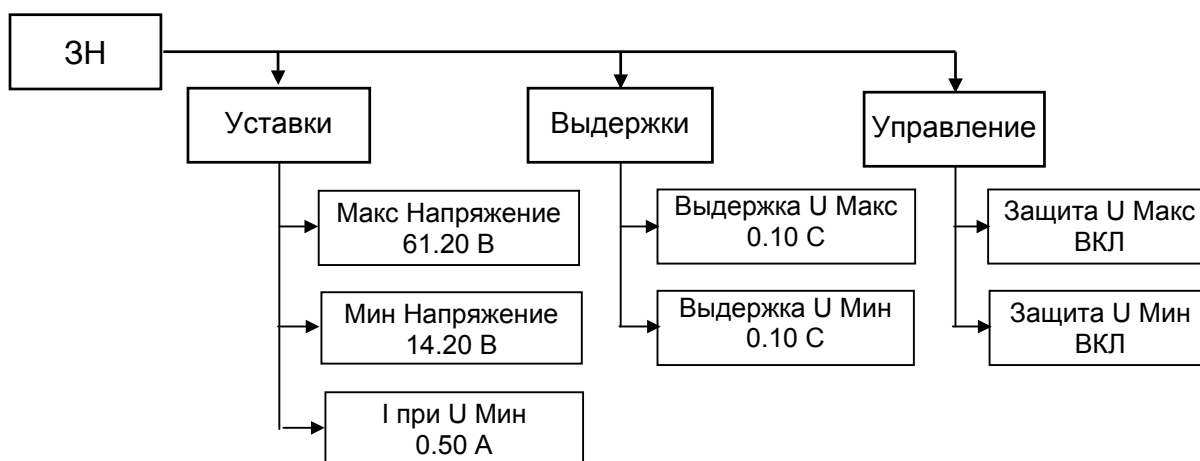 ЗН
Уставки
Выдержки
Управление
Макс Напряжение
61.20 В
Выдержка U Макс
0.10 С
Защита U Макс
ВКЛ
Мин Напряжение
14.20 В
Выдержка U Мин
0.10 С
Защита U Мин
ВКЛ
I при U Мин
0.50 А